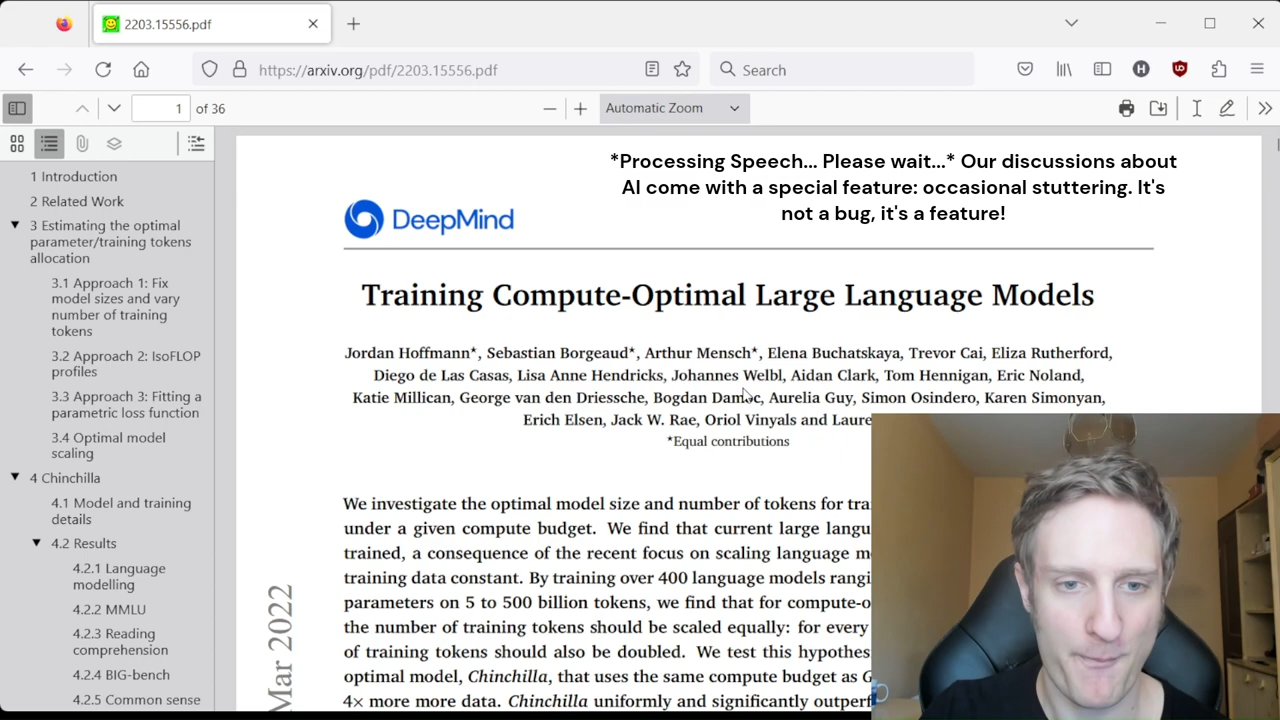 2203.15556.pdf
https://arxiv.org/pdf/2203.15556.pdf
Search
H
1 of 36
Automatic Zoom
1 Introduction
2 Related Work
3 Estimating the optimal
parameter/training tokens
allocation
3.1 Approach 1: Fix
model sizes and vary
number of training
tokens
3.2 Approach 2: IsoFLOP
profiles
3.3 Approach 3: Fitting a
parametric loss function
3.4 Optimal model
scaling
4 Chinchilla
4.1 Model and training
details
4.2 Results
4.2.1 Language
modelling
4.2.2 MMLU
4.2.3 Reading
comprehension
4.2.4 BIG-bench
4.2.5 Common sense
*Processing Speech... Please wait...* Our discussions about
AI come with a special feature: occasional stuttering. It's
not a bug, it's a feature!
DeepMind
Training Compute-Optimal Large Language Models
Jordan Hoffmann★, Sebastian Borgeaud★, Arthur Mensch★, Elena Buchatskaya, Trevor Cai, Eliza Rutherford,
Diego de Las Casas, Lisa Anne Hendricks, Johannes Welbl, Aidan Clark, Tom Hennigan, Eric Noland,
Katie Millican, George van den Driessche, Bogdan Damoc, Aurelia Guy, Simon Osindero, Karen Simonyan,
Erich Elsen, Jack W. Rae, Oriol Vinyals and Laure
★Equal contributions
We investigate the optimal model size and number of tokens for trai
under a given compute budget. We find that current large langu
trained, a consequence of the recent focus on scaling language m
training data constant. By training over 400 language models rangi
parameters on 5 to 500 billion tokens, we find that for compute-o
the number of training tokens should be scaled equally: for every
of training tokens should also be doubled. We test this hypothes
optimal model, Chinchilla, that uses the same compute budget as G
4× more more data. Chinchilla uniformly and significantly outperf
Mar 2022